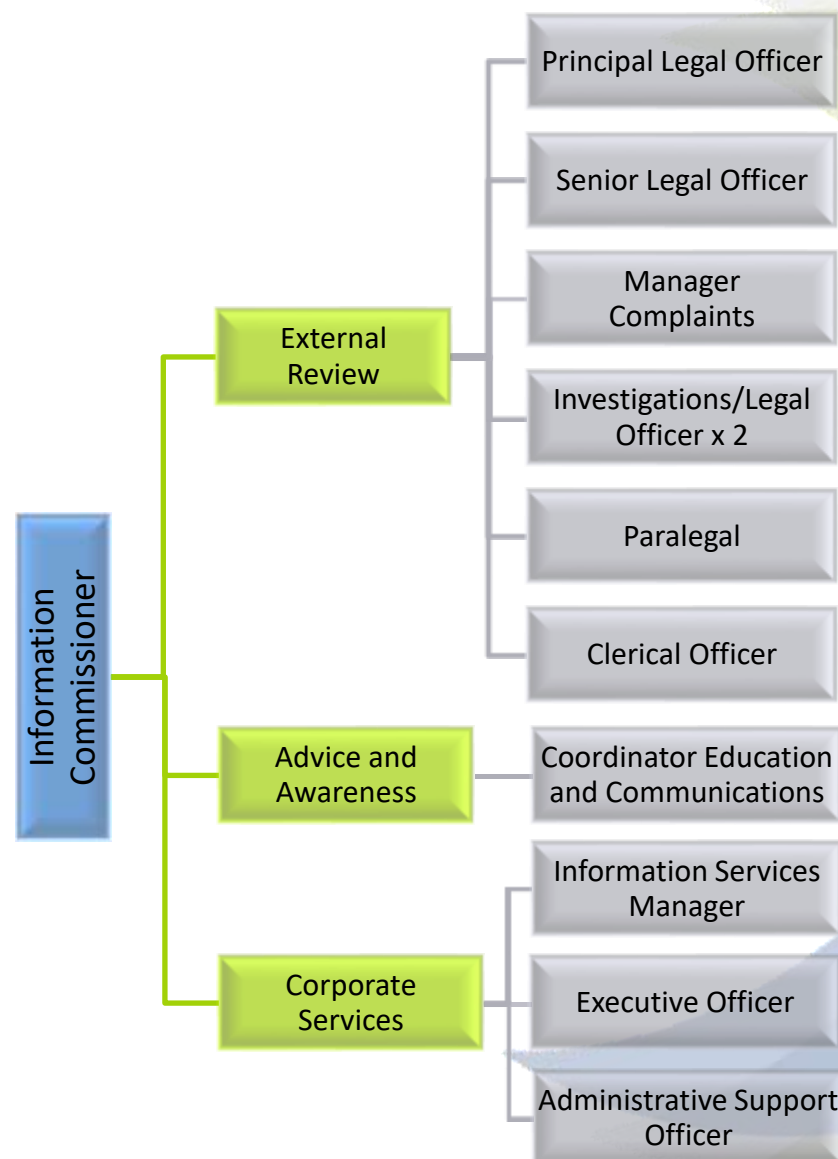 Information
Commissioner
External
Review
Principal Legal Officer
Senior Legal Officer
Manager
Complaints
Investigations/Legal
Officer x 2
Paralegal
Clerical Officer
Advice and
Awareness
Coordinator Education
and Communications
Corporate
Services
Information Services
Manager
Executive Officer
Administrative Support
Officer